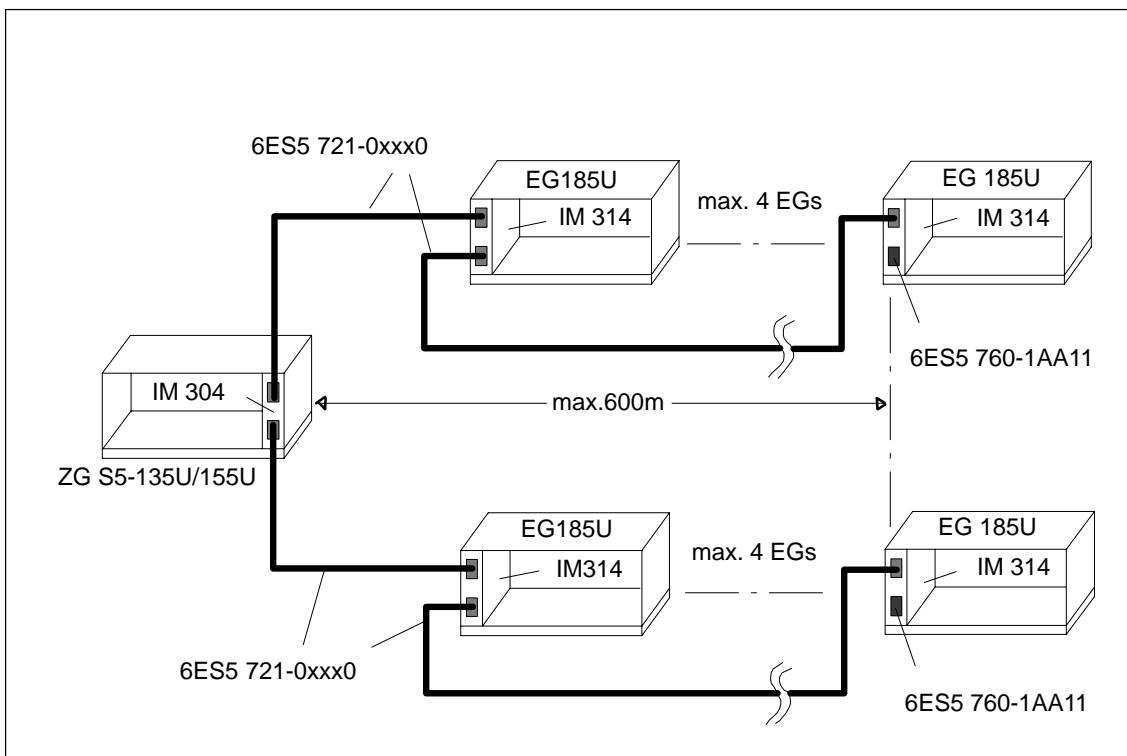 6ES5 721-0xxx0
EG185U
IM 314
max. 4 EGs
EG 185U
IM 314
6ES5 760-1AA11
IM 304
max.600m
ZG S5-135U/155U
EG185U
IM314
max. 4 EGs
EG 185U
IM 314
6ES5 721-0xxx0
6ES5 760-1AA11